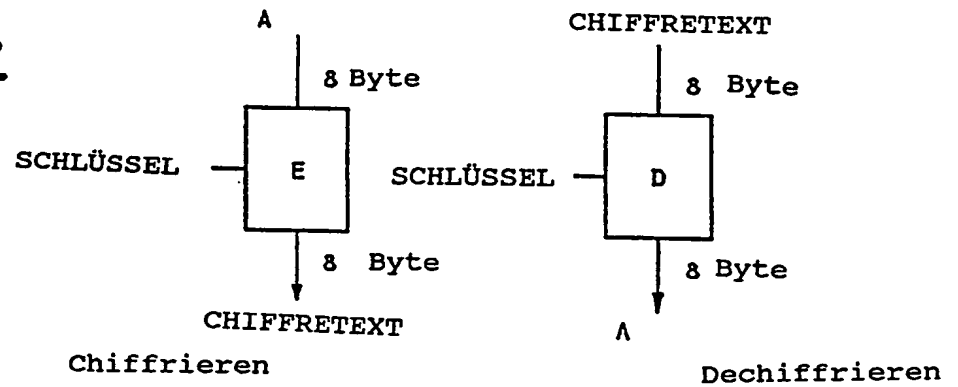 A
8 Byte
SCHLÜSSEL
E
8 Byte
CHIFFRETEXT
Chiffrieren
CHIFFRETEXT
8 Byte
SCHLÜSSEL
D
8 Byte
A
Dechiffrieren